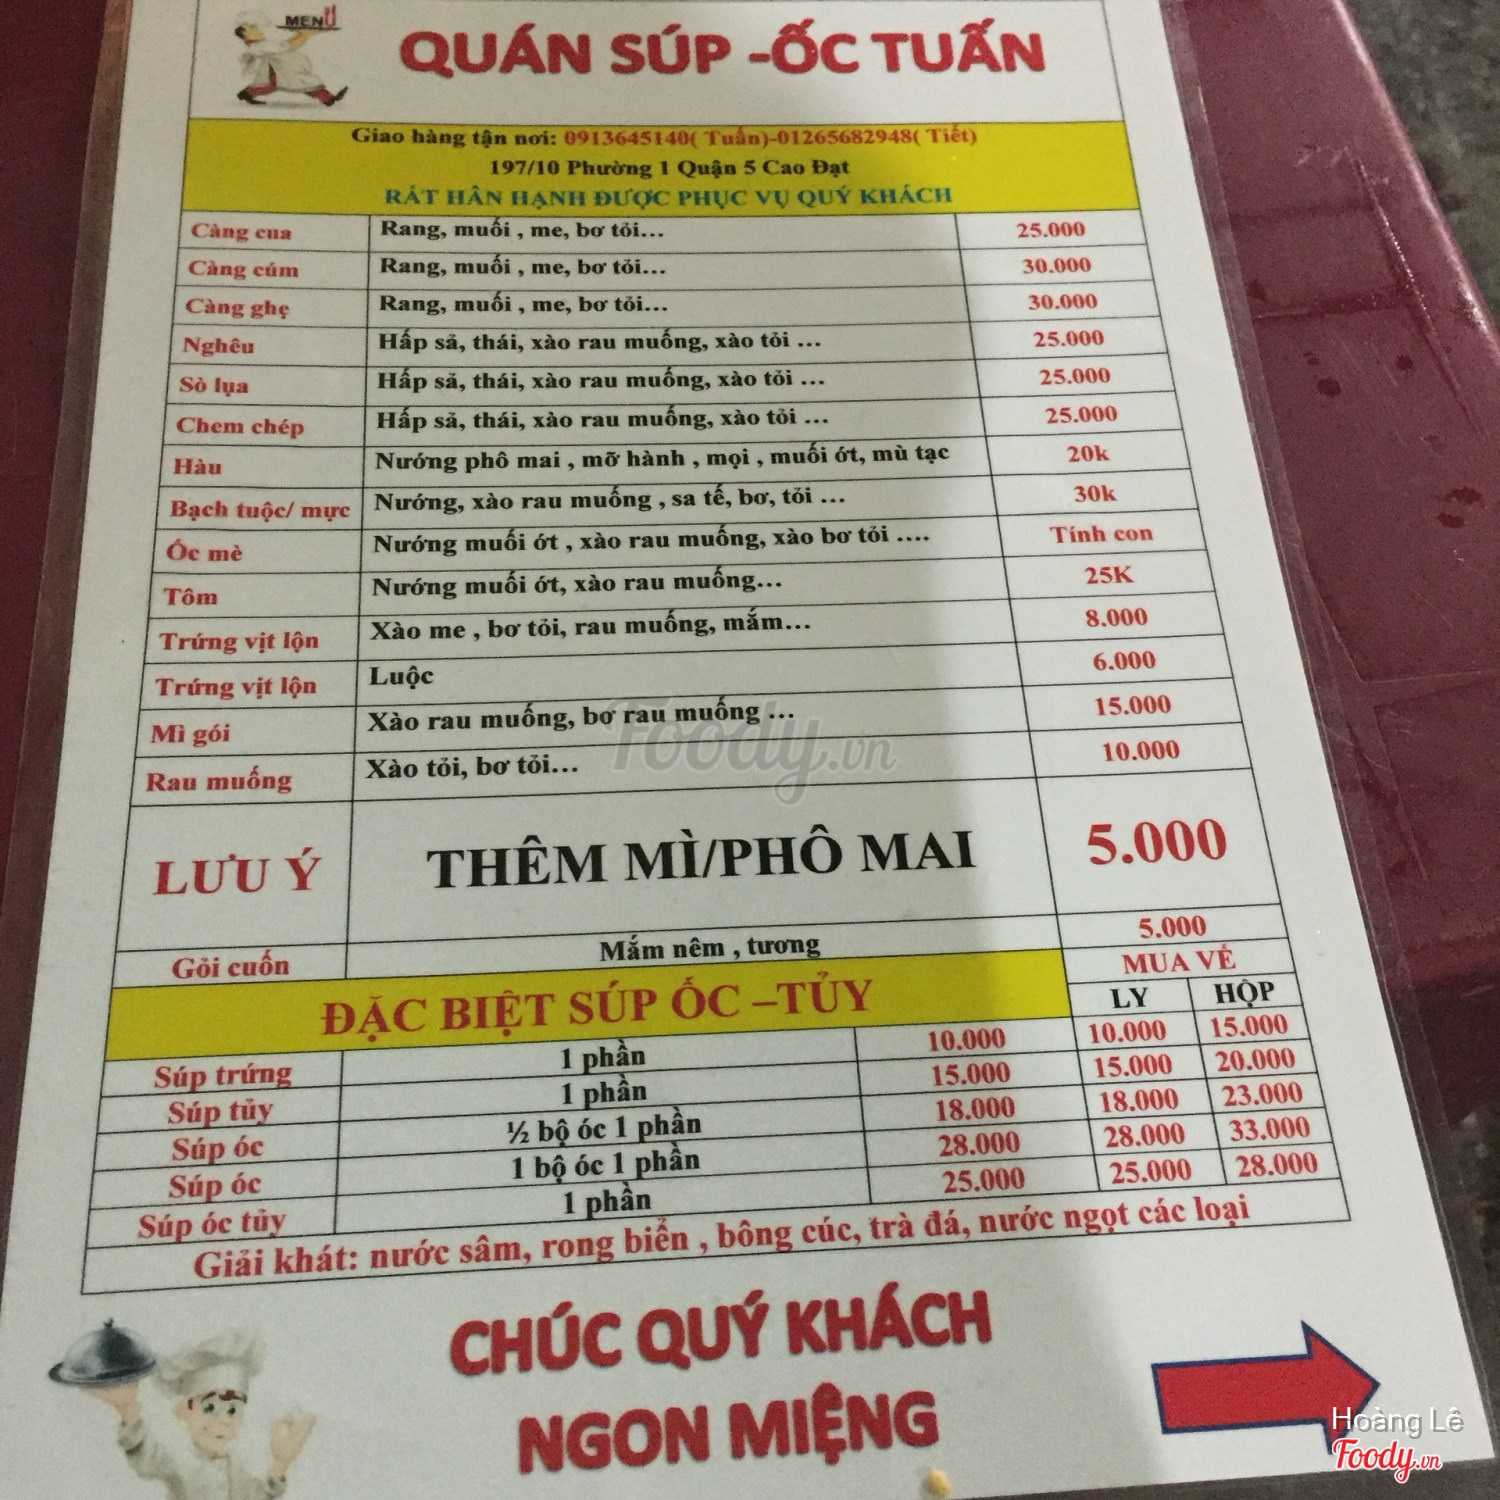 MENU
QUÁN SÚP -ỐC TUẤN
Giao hàng tận nơi: 0913645140( Tuấn)-01265682948( Tiết)
197/10 Phường 1 Quận 5 Cao Đạt
RẤT HÂN HẠNH ĐƯỢC PHỤC VỤ QUÝ KHÁCH
Càng cua Rang, muối , me, bơ tỏi... 25.000
Càng cúm Rang, muối , me, bơ tỏi... 30.000
Càng ghẹ Rang, muối , me, bơ tỏi... 30.000
Nghêu Hấp sả, thái, xào rau muống, xào tỏi ... 25.000
Sò lụa Hấp sả, thái, xào rau muống, xào tỏi ... 25.000
Chem chép Hấp sả, thái, xào rau muống, xào tỏi ... 25.000
Hàu Nướng phô mai , mỡ hành , mọi , muối ớt, mù tạc 20k
Bạch tuộc/ mực Nướng, xào rau muống , sa tế, bơ, tỏi ... 30k
Ốc mè Nướng muối ớt , xào rau muống, xào bơ tỏi .... Tính con
Tôm Nướng muối ớt, xào rau muống... 25K
Trứng vịt lộn Xào me , bơ tỏi, rau muống, mắm... 8.000
Trứng vịt lộn Luộc 6.000
Mì gói Xào rau muống, bơ rau muống ... 15.000
Rau muống Xào tỏi, bơ tỏi... 10.000
LƯU Ý THÊM MÌ/PHÔ MAI 5.000
Gỏi cuốn Mắm nêm , tương 5.000
ĐẶC BIỆT SÚP ỐC –TỦY MUA VỀ
LY HỘP
Súp trứng 1 phần 10.000 10.000 15.000
Súp tủy 1 phần 15.000 15.000 20.000
Súp óc ½ bộ óc 1 phần 18.000 18.000 23.000
Súp óc 1 bộ óc 1 phần 28.000 28.000 33.000
Súp óc tủy 1 phần 25.000 25.000 28.000
Giải khát: nước sâm, rong biển , bông cúc, trà đá, nước ngọt các loại
CHÚC QUÝ KHÁCH
NGON MIỆNG
Foody.vn
Hoàng Lê
Foody.vn